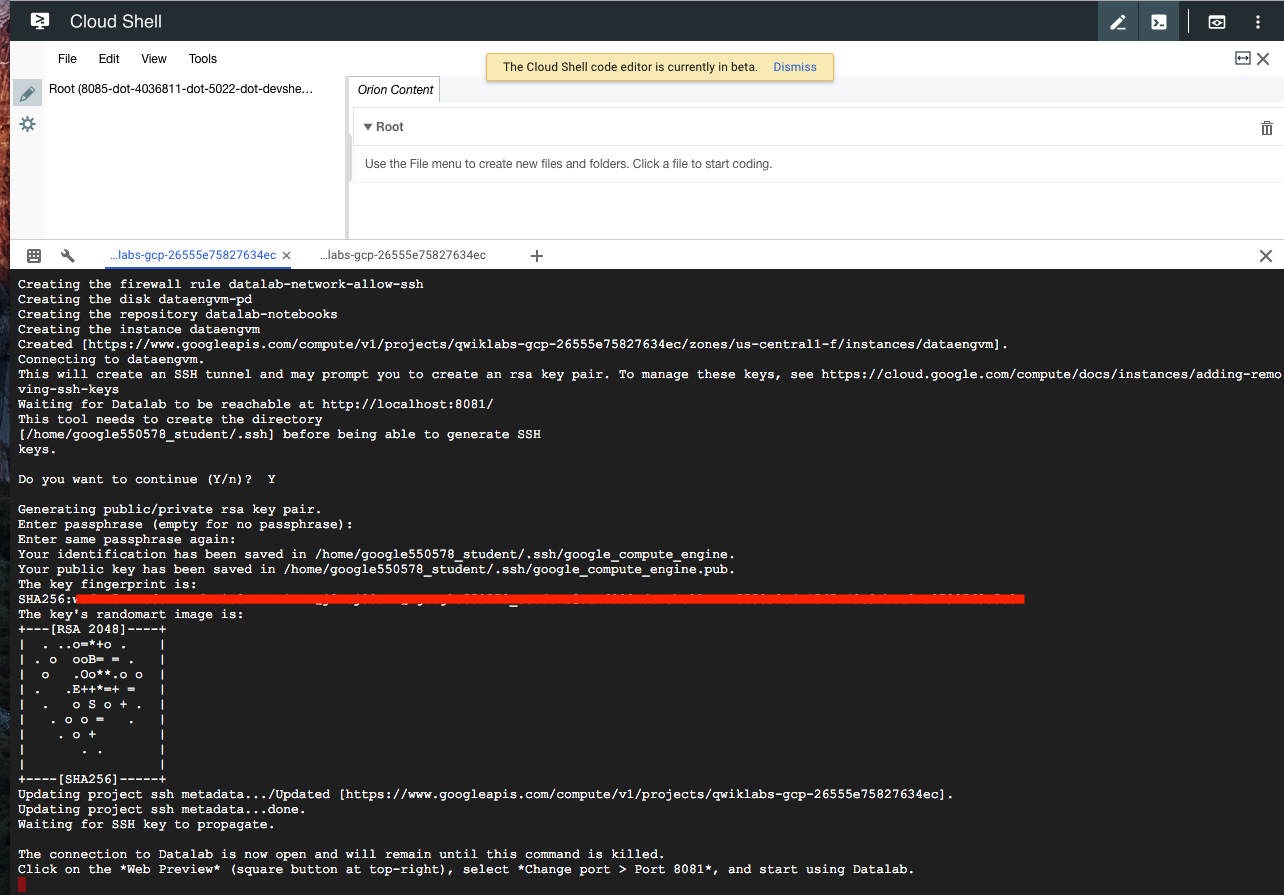 Cloud Shell
File Edit View Tools
The Cloud Shell code editor is currently in beta. Dismiss
Root (8085-dot-4036811-dot-5022-dot-devshe...
Orion Content
Root
Use the File menu to create new files and folders. Click a file to start coding.
...labs-gcp-26555e75827634ec × ...labs-gcp-26555e75827634ec +
Creating the firewall rule datalab-network-allow-ssh
Creating the disk dataengvm-pd
Creating the repository datalab-notebooks
Creating the instance dataengvm
Created [https://www.googleapis.com/compute/v1/projects/qwiklabs-gcp-26555e75827634ec/zones/us-central1-f/instances/dataengvm].
Connecting to dataengvm.
This will create an SSH tunnel and may prompt you to create an rsa key pair. To manage these keys, see https://cloud.google.com/compute/docs/instances/adding-remo
ving-ssh-keys
Waiting for Datalab to be reachable at http://localhost:8081/
This tool needs to create the directory
[/home/google550578_student/.ssh] before being able to generate SSH
keys.
Do you want to continue (Y/n)?  Y
Generating public/private rsa key pair.
Enter passphrase (empty for no passphrase):
Enter same passphrase again:
Your identification has been saved in /home/google550578_student/.ssh/google_compute_engine.
Your public key has been saved in /home/google550578_student/.ssh/google_compute_engine.pub.
The key fingerprint is:
SHA256:
The key's randomart image is:
+---[RSA 2048]----+
|  . ..o=*+o .    |
| . o  ooB= = .   |
|  o   .Oo**.o o  |
| .   .E++*=+ =   |
|  .   o S o + .  |
|   . o o =   .   |
|    . o +        |
|       . .       |
|                 |
+----[SHA256]-----+
Updating project ssh metadata.../Updated [https://www.googleapis.com/compute/v1/projects/qwiklabs-gcp-26555e75827634ec].
Updating project ssh metadata...done.
Waiting for SSH key to propagate.
The connection to Datalab is now open and will remain until this command is killed.
Click on the *Web Preview* (square button at top-right), select *Change port > Port 8081*, and start using Datalab.